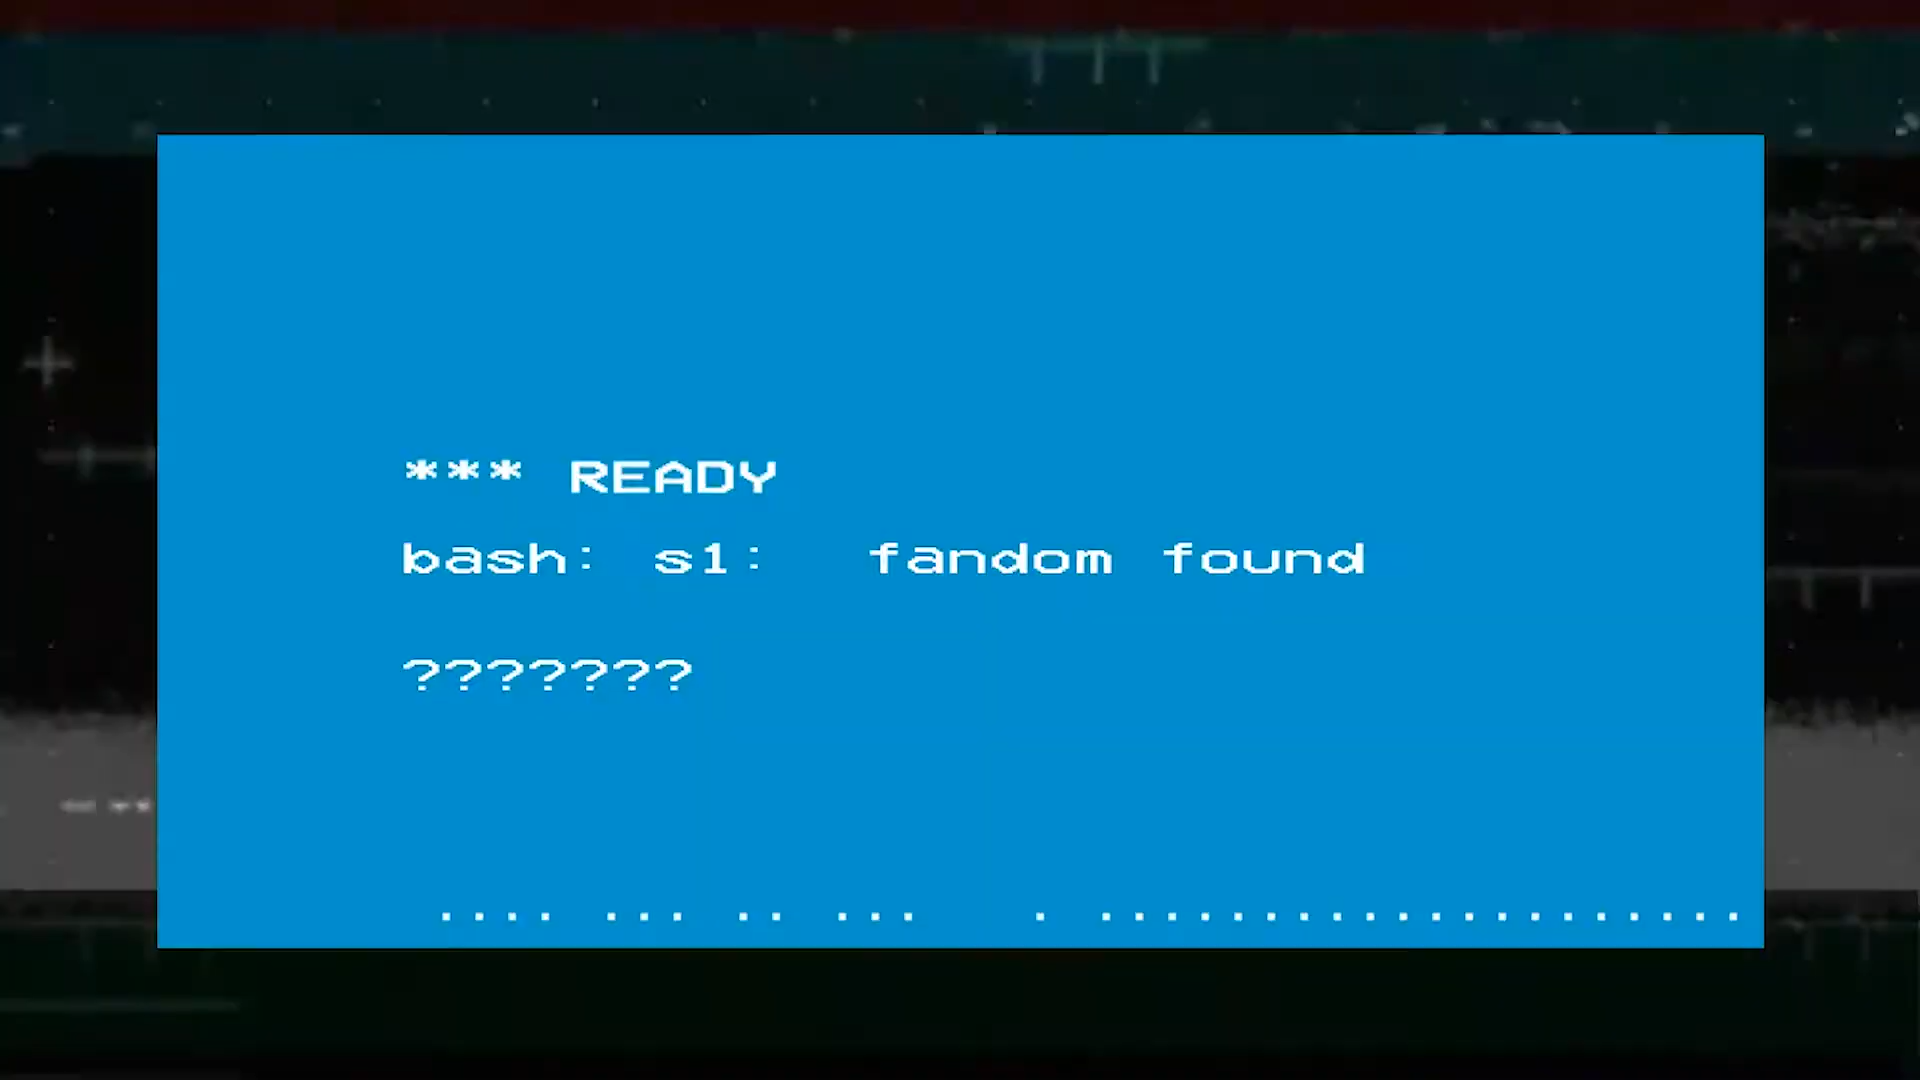 *** READY
bash: s1: fandom found
???????
.... ... .. ... . ....................